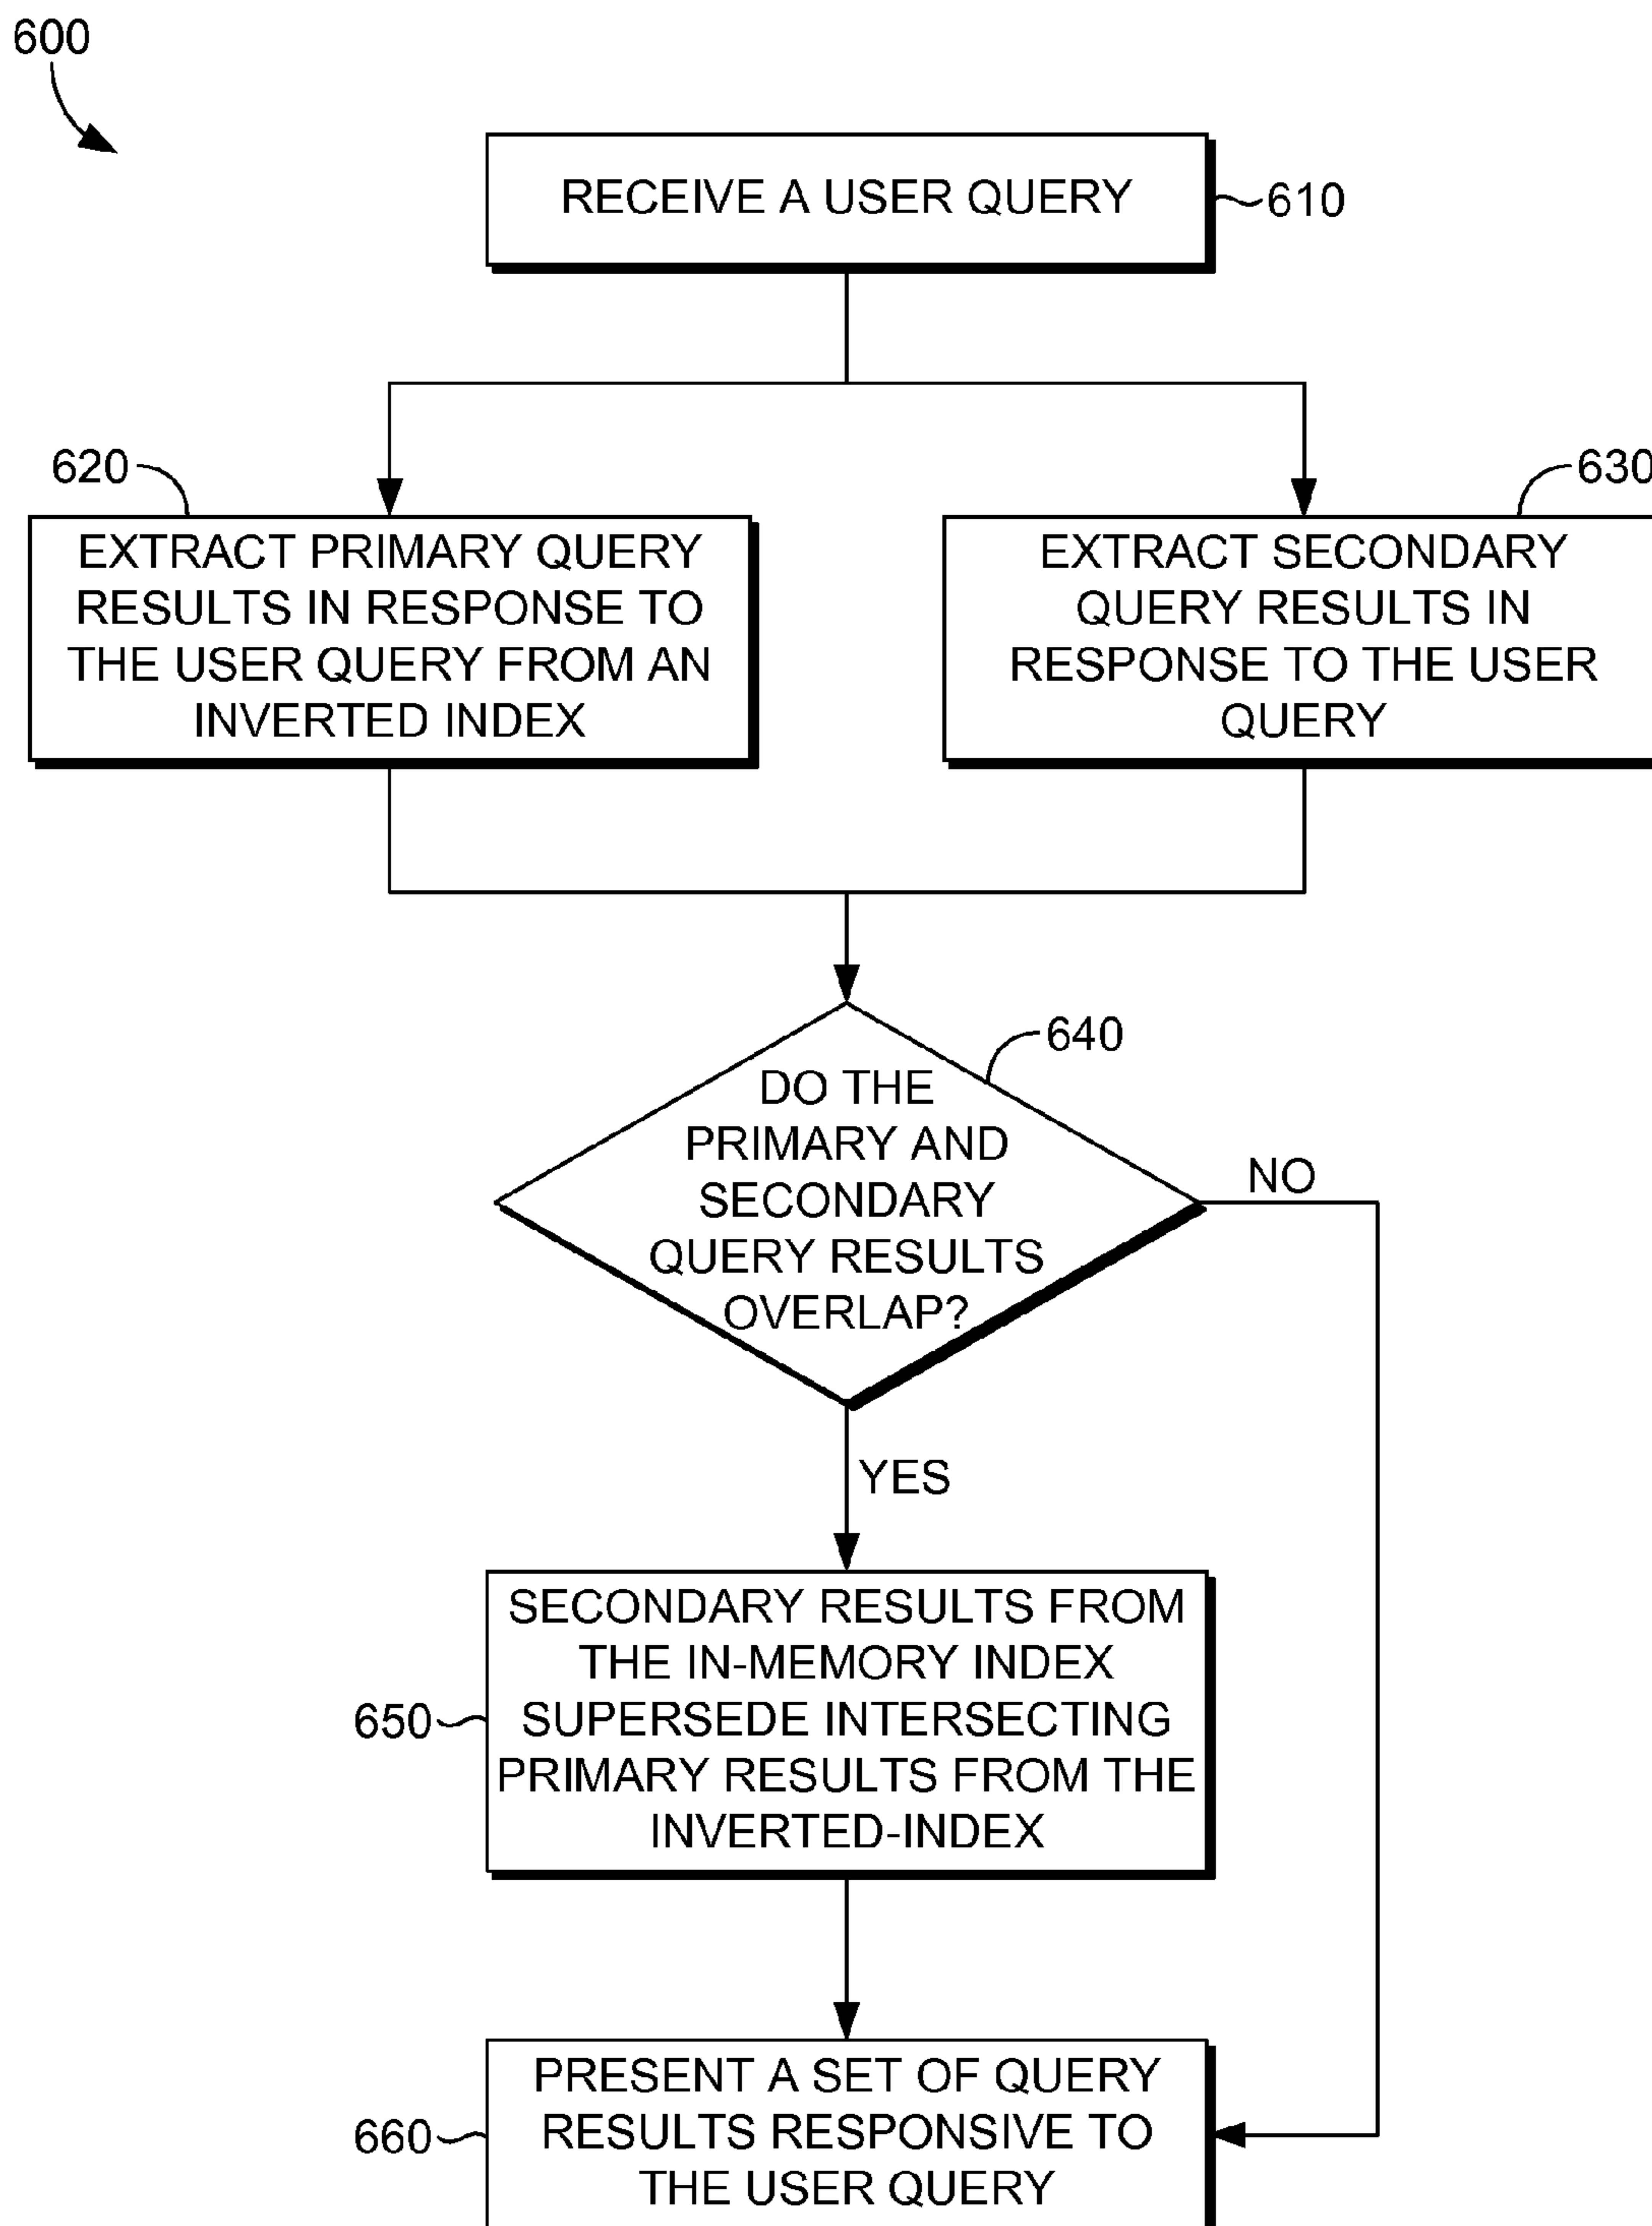 600
RECEIVE A USER QUERY
610
620
630
EXTRACT PRIMARY QUERY
RESULTS IN RESPONSE TO
THE USER QUERY FROM AN
INVERTED INDEX
EXTRACT SECONDARY
QUERY RESULTS IN
RESPONSE TO THE USER
QUERY
640
DO THE
PRIMARY AND
SECONDARY
QUERY RESULTS
OVERLAP?
NO
YES
SECONDARY RESULTS FROM
THE IN-MEMORY INDEX
SUPERSEDE INTERSECTING
PRIMARY RESULTS FROM THE
INVERTED-INDEX
650
PRESENT A SET OF QUERY
RESULTS RESPONSIVE TO
THE USER QUERY
660